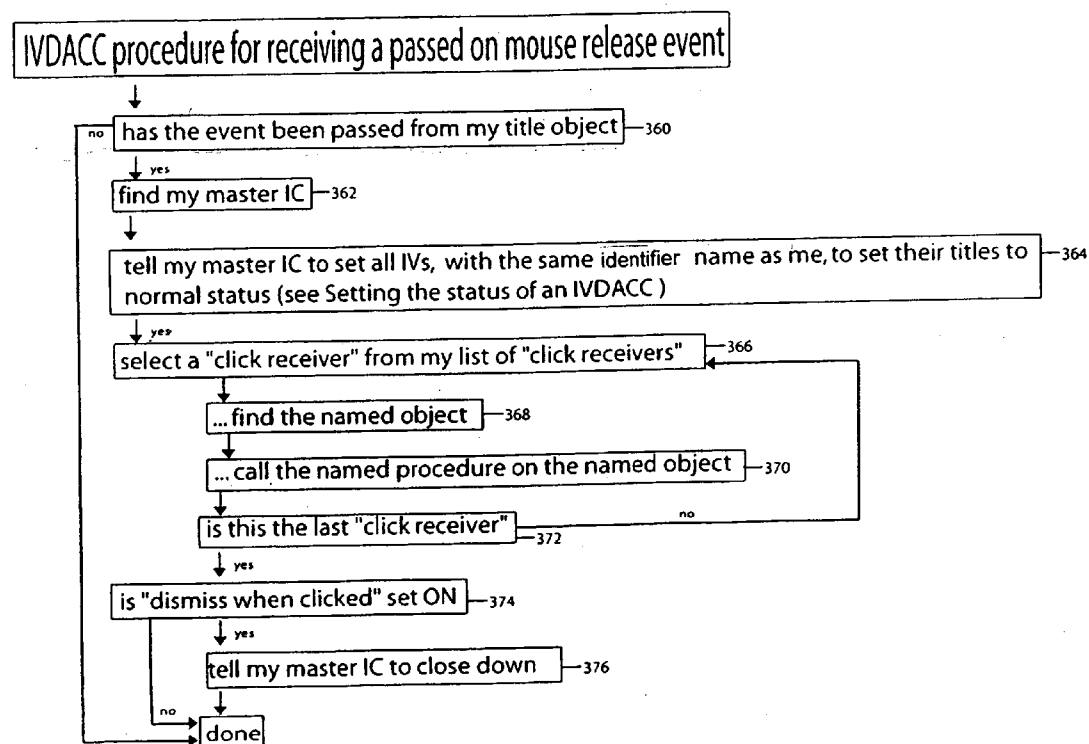 IVDACC procedure for receiving a passed on mouse release event
no
has the event been passed from my title object
360
yes
find my master IC
362
tell my master IC to set all IVs, with the same identifier name as me, to set their titles to
normal status (see Setting the status of an IVDACC )
364
yes
select a "click receiver" from my list of "click receivers"
366
... find the named object
368
... call the named procedure on the named object
370
is this the last "click receiver"
372
no
yes
is "dismiss when clicked" set ON
374
yes
tell my master IC to close down
376
no
done